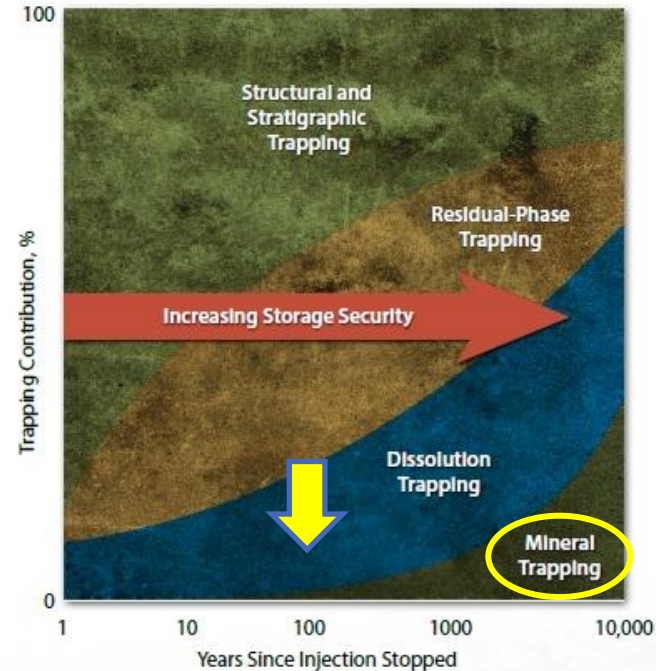 100
Structural and
Stratigraphic
Trapping
Residual-Phase
Trapping
Increasing Storage Security
Trapping Contribution, %
Dissolution
Trapping
Mineral
Trapping
0
1 10 100 1000 10,000
Years Since Injection Stopped